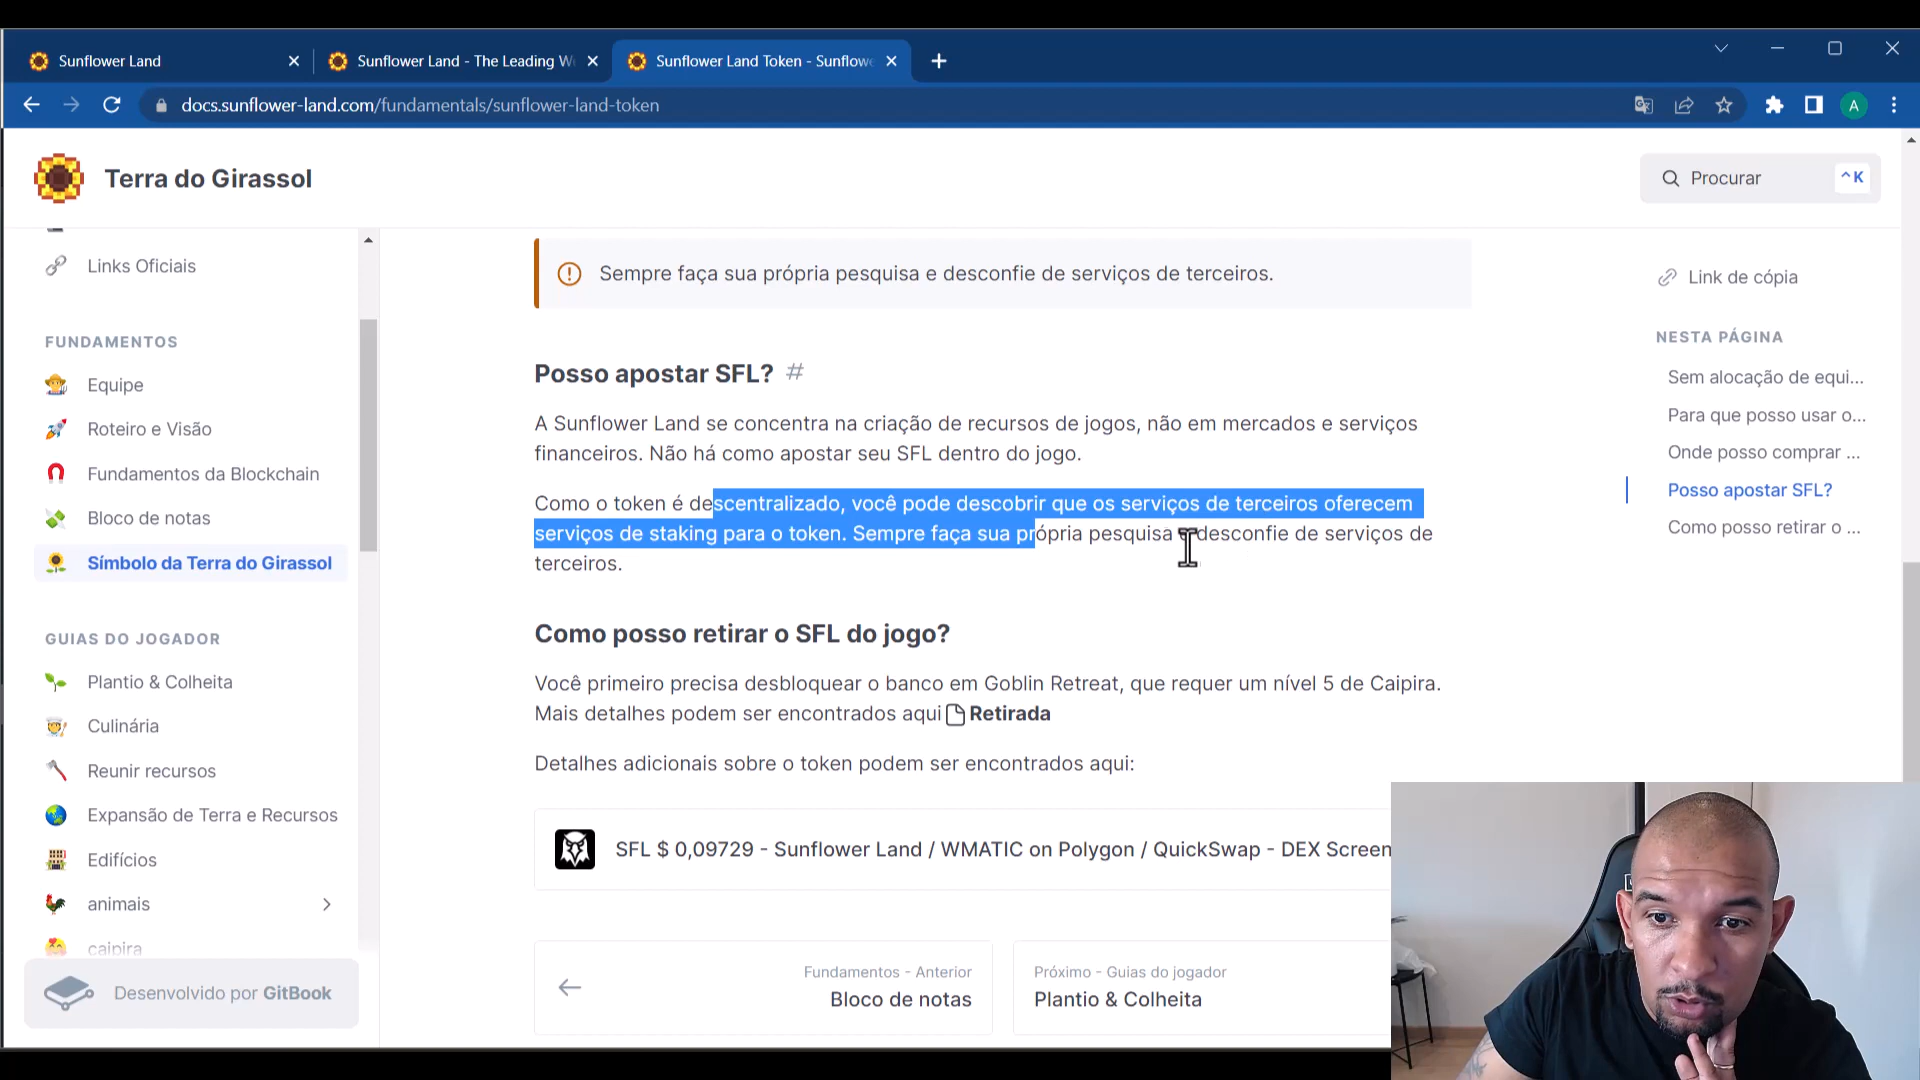 Sunflower Land
Sunflower Land - The Leading W
Sunflower Land Token - Sunflowe
docs.sunflower-land.com/fundamentals/sunflower-land-token
A
Terra do Girassol
Procurar
^K
Links Oficiais
FUNDAMENTOS
Equipe
Roteiro e Visão
Fundamentos da Blockchain
Bloco de notas
Símbolo da Terra do Girassol
GUIAS DO JOGADOR
Plantio & Colheita
Culinária
Reunir recursos
Expansão de Terra e Recursos
Edifícios
animais
caipira
Desenvolvido por GitBook
Sempre faça sua própria pesquisa e desconfie de serviços de terceiros.
Posso apostar SFL? #
A Sunflower Land se concentra na criação de recursos de jogos, não em mercados e serviços
financeiros. Não há como apostar seu SFL dentro do jogo.
Como o token é descentralizado, você pode descobrir que os serviços de terceiros oferecem
serviços de staking para o token. Sempre faça sua própria pesquisa e desconfie de serviços de
terceiros.
Como posso retirar o SFL do jogo?
Você primeiro precisa desbloquear o banco em Goblin Retreat, que requer um nível 5 de Caipira.
Mais detalhes podem ser encontrados aqui Retirada
Detalhes adicionais sobre o token podem ser encontrados aqui:
SFL $ 0,09729 - Sunflower Land / WMATIC on Polygon / QuickSwap - DEX Screen
Fundamentos - Anterior
Bloco de notas
Próximo - Guias do jogador
Plantio & Colheita
Link de cópia
NESTA PÁGINA
Sem alocação de equi...
Para que posso usar o...
Onde posso comprar ...
Posso apostar SFL?
Como posso retirar o ...